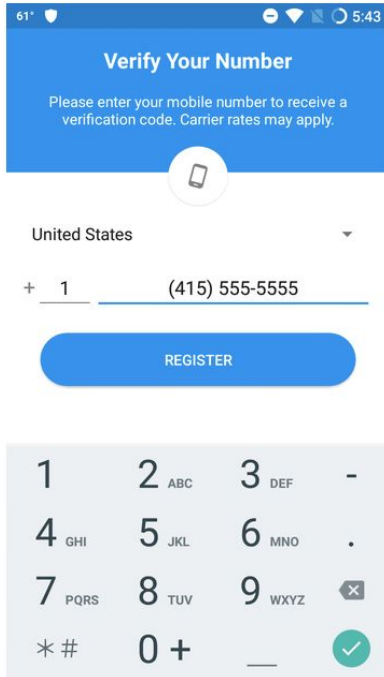 61° 5:43
Verify Your Number
Please enter your mobile number to receive a
verification code. Carrier rates may apply.
United States
+ 1 (415) 555-5555
REGISTER
1 2 ABC 3 DEF -
4 GHI 5 JKL 6 MNO .
7 PQRS 8 TUV 9 WXYZ
*# 0 + _